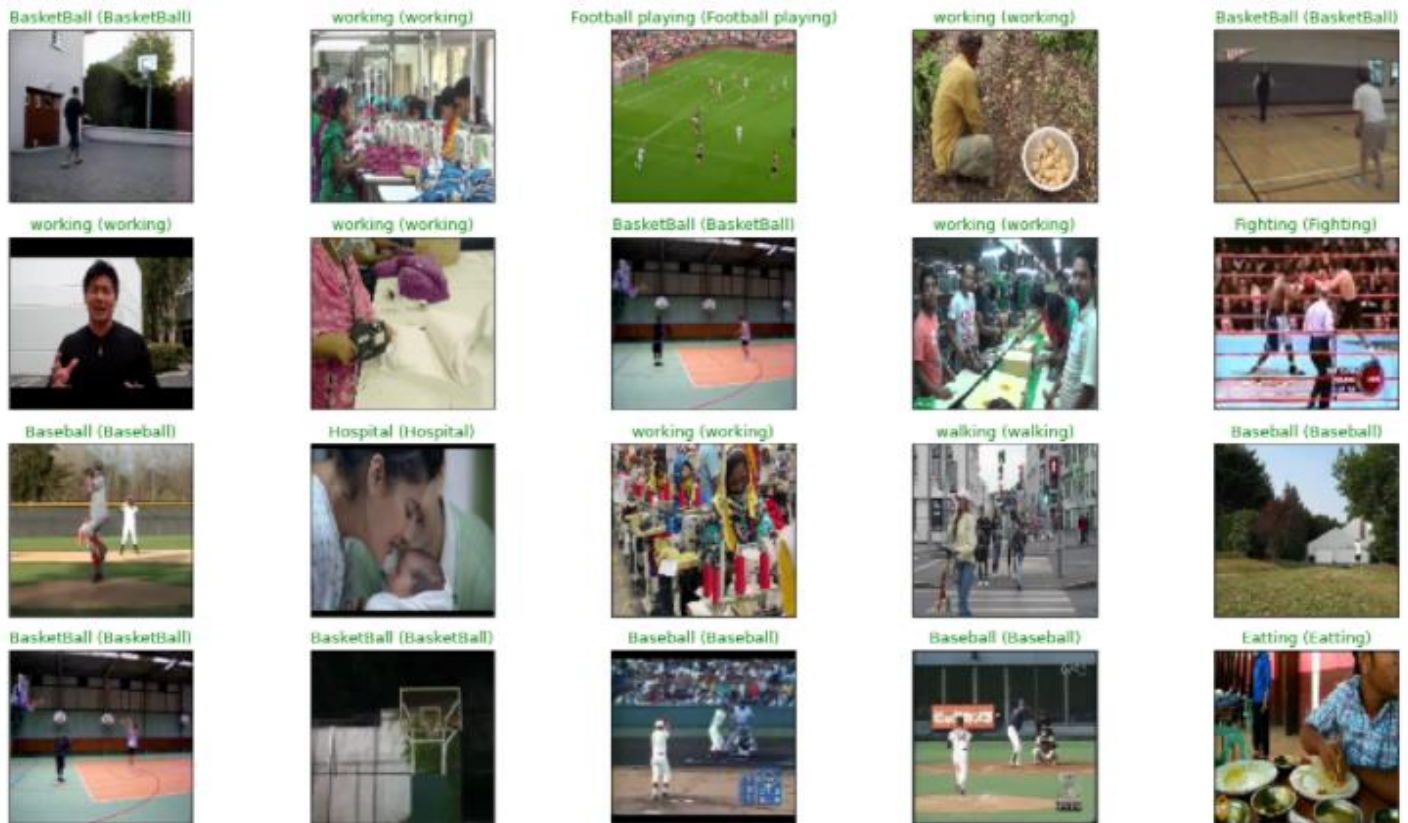 BasketBall (BasketBall)
working (working)
Football playing (Football playing)
working (working)
BasketBall (BasketBall)
working (working)
working (working)
BasketBall (BasketBall)
working (working)
Fighting (Fighting)
Baseball (Baseball)
Hospital (Hospital)
working (working)
walking (walking)
Baseball (Baseball)
BasketBall (BasketBall)
BasketBall (BasketBall)
Baseball (Baseball)
Baseball (Baseball)
Eatting (Eatting)